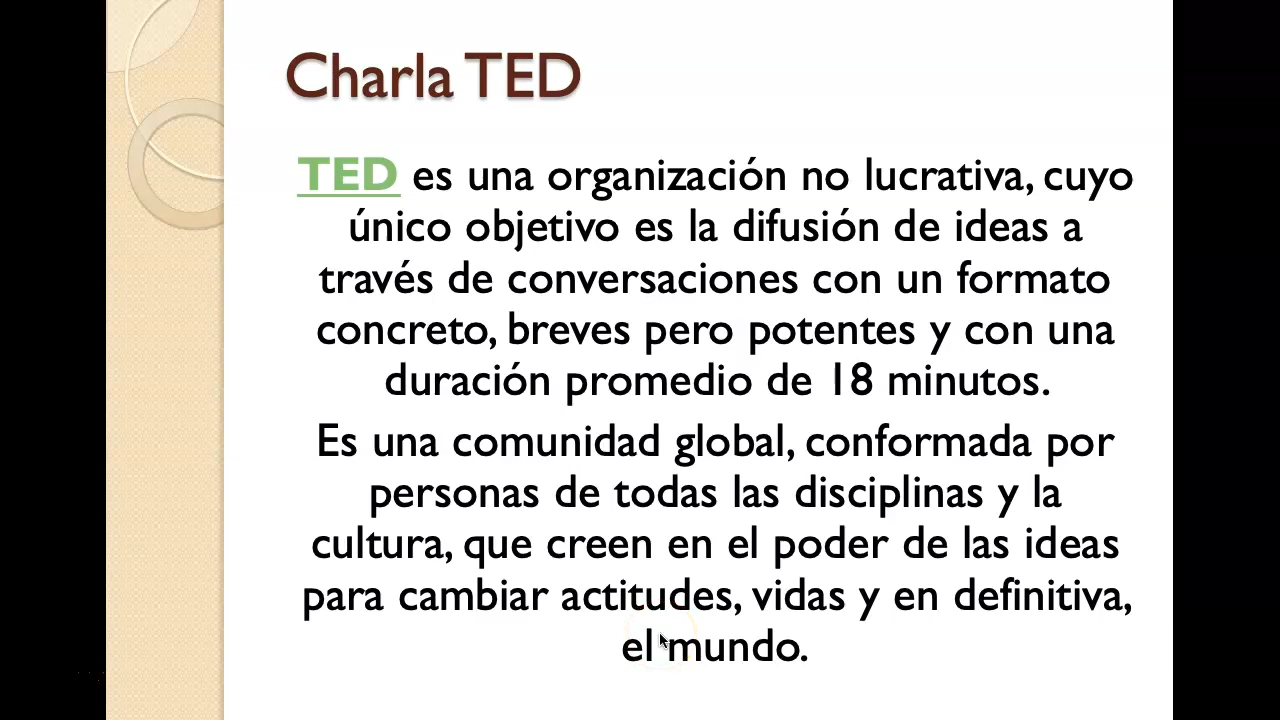 Charla TED
TED es una organización no lucrativa, cuyo
único objetivo es la difusión de ideas a
través de conversaciones con un formato
concreto, breves pero potentes y con una
duración promedio de 18 minutos.
Es una comunidad global, conformada por
personas de todas las disciplinas y la
cultura, que creen en el poder de las ideas
para cambiar actitudes, vidas y en definitiva,
el mundo.